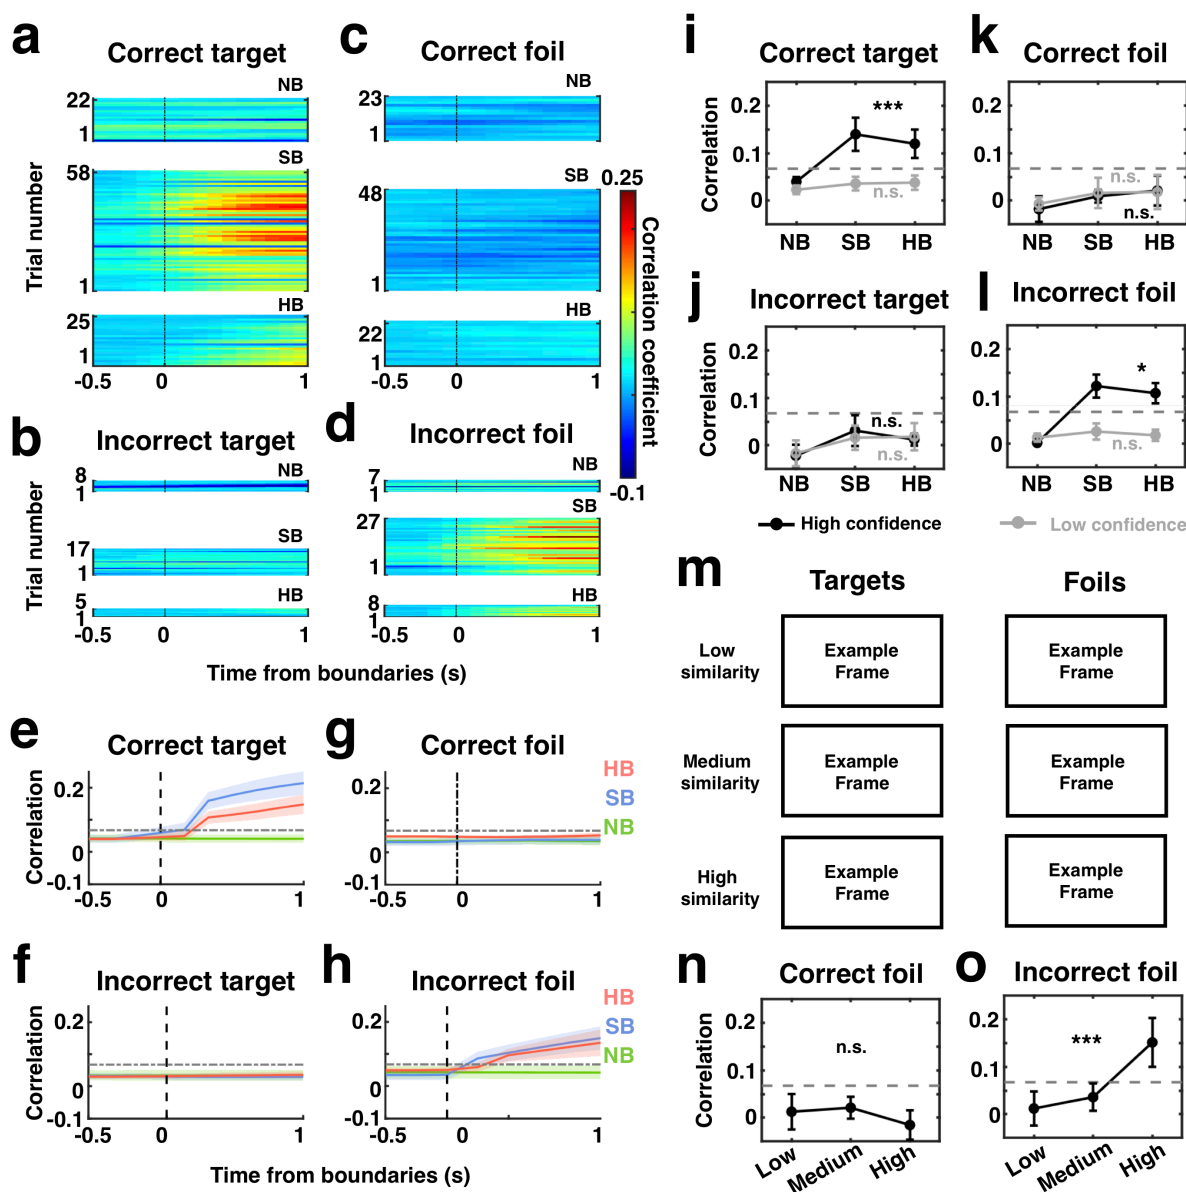 a
Correct target
NB
22
1
SB
58
1
HB
25
1
Trial number
-0.5
0
1
c
Correct foil
NB
23
1
SB
48
1
HB
22
1
-0.5
0
1
0.25
Correlation coefficient
-0.1
b
Incorrect target
NB
8
1
SB
17
1
HB
5
1
Trial number
-0.5
0
1
d
Incorrect foil
NB
7
1
SB
27
1
HB
8
1
-0.5
0
1
Time from boundaries (s)
e
Correct target
0.2
0
-0.1
Correlation
-0.5
0
1
g
Correct foil
HB
SB
NB
-0.5
0
1
f
Incorrect target
0.2
0
-0.1
Correlation
-0.5
0
1
h
Incorrect foil
HB
SB
NB
0.2
0
-0.1
-0.5
0
1
Time from boundaries (s)
i
Correct target
0.2
0.1
0
Correlation
***
n.s.
NB
SB
HB
k
Correct foil
0.2
0.1
0
n.s.
n.s.
NB
SB
HB
j
Incorrect target
0.2
0.1
0
Correlation
n.s.
n.s.
NB
SB
HB
l
Incorrect foil
0.2
0.1
0
*
n.s.
NB
SB
HB
High confidence
Low confidence
m
Targets
Foils
Low
similarity
Example
Frame
Example
Frame
Medium
similarity
Example
Frame
Example
Frame
High
similarity
Example
Frame
Example
Frame
n
Correct foil
0.2
0.1
0
Correlation
n.s.
Low
Medium
High
o
Incorrect foil
0.2
0.1
0
***
Low
Medium
High